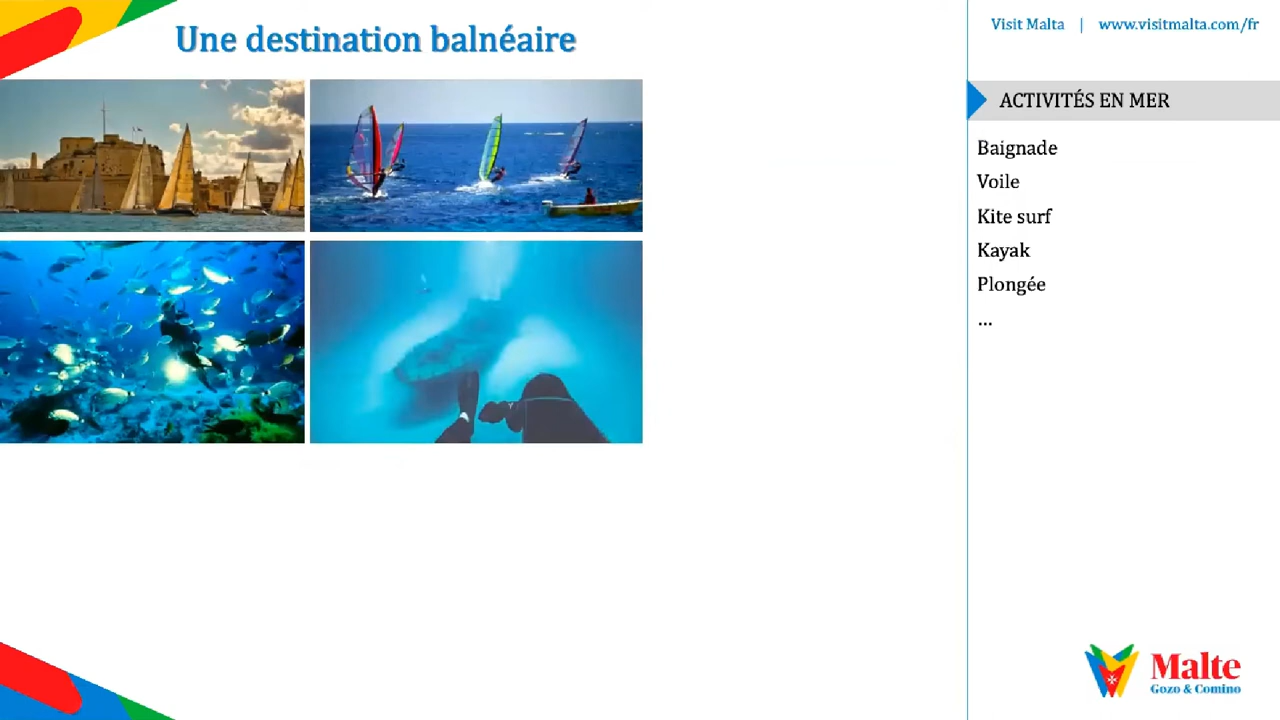 Une destination balnéaire
Visit Malta | www.visitmalta.com/fr
ACTIVITÉS EN MER
Baignade
Voile
Kite surf
Kayak
Plongée
...
Malte
Gozo & Comino